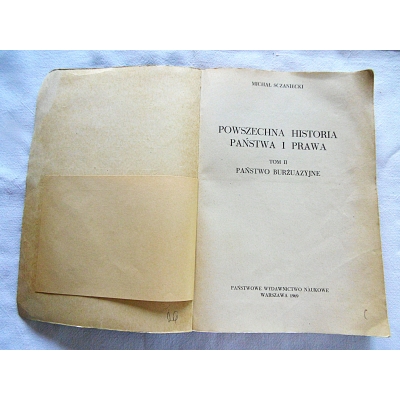 MICHAŁ SCZANIECKI
POWSZECHNA HISTORIA
PAŃSTWA I PRAWA
TOM II
PAŃSTWO BURŻUAZYJNE
PAŃSTWOWE WYDAWNICTWO NAUKOWE
WARSZAWA 1969